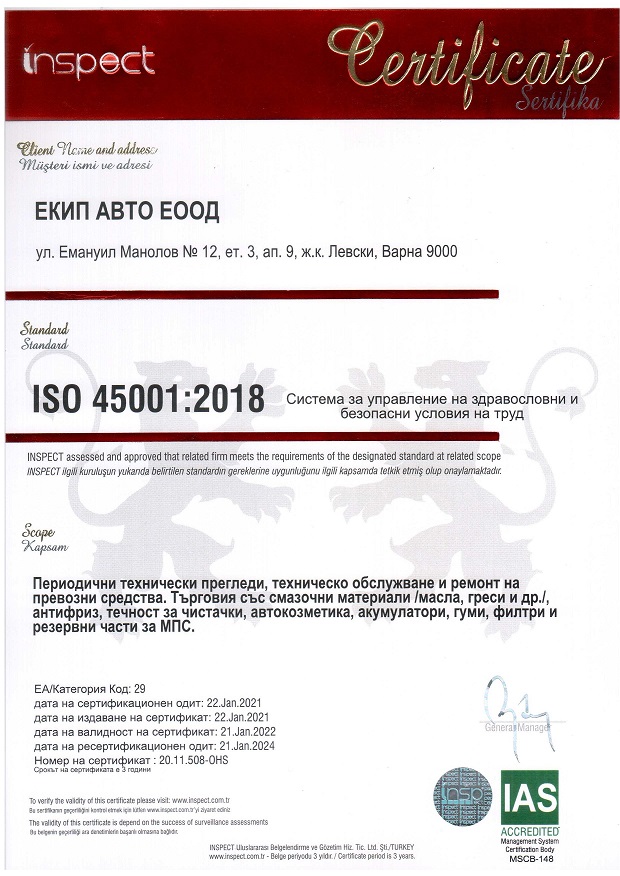 inspect
Certificate
Sertifika
Client Name and address
Müşteri ismi ve adresi
ЕКИП АВТО ЕООД
ул. Емануил Манолов № 12, ет. 3, ап. 9, ж.к. Левски, Варна 9000
Standard
Standard
ISO 45001:2018
Система за управление на здравословни и
безопасни условия на труд
INSPECT assessed and approved that related firm meets the requirements of the designated standard at related scope
INSPECT ilgili kuruluşun yukarıda belirtilen standardın gereklerine uygunluğunu ilgili kapsamda tetkik etmiş olup onaylamaktadır.
Scope
Kapsam
Периодични технически прегледи, техническо обслужване и ремонт на
превозни средства. Търговия със смазочни материали /масла, греси и др./,
антифриз, течност за чистачки, автокозметика, акумулатори, гуми, филтри и
резервни части за МПС.
ЕА/Категория Код: 29
дата на сертификационен одит: 22.Jan.2021
дата на издаване на сертификат: 22.Jan.2021
дата на валидност на сертификат: 21.Jan.2022
дата на ресертификационен одит: 21.Jan.2024
Номер на сертификат : 20.11.508-OHS
Срокът на сертификата е 3 години
General Manager
To verify the validity of this certificate please visit: www.inspect.com.tr
Bu sertifikanın geçerliliğini kontrol etmek için lütfen www.inspect.com.tr'yi ziyaret ediniz
The validity of this certificate is depend on the success of surveillance assessments
Bu belgenin geçerliliği ara denetimlerin başarılı olmasına bağlıdır.
insp
IAS
ACCREDITED
Management System
Certification Body
MSCB-148
INSPECT Uluslararası Belgelendirme ve Gözetim Hiz. Tic. Ltd. Şti./TURKEY
www.inspect.com.tr - Belge periyodu 3 yıldır. / Certificate period is 3 years.